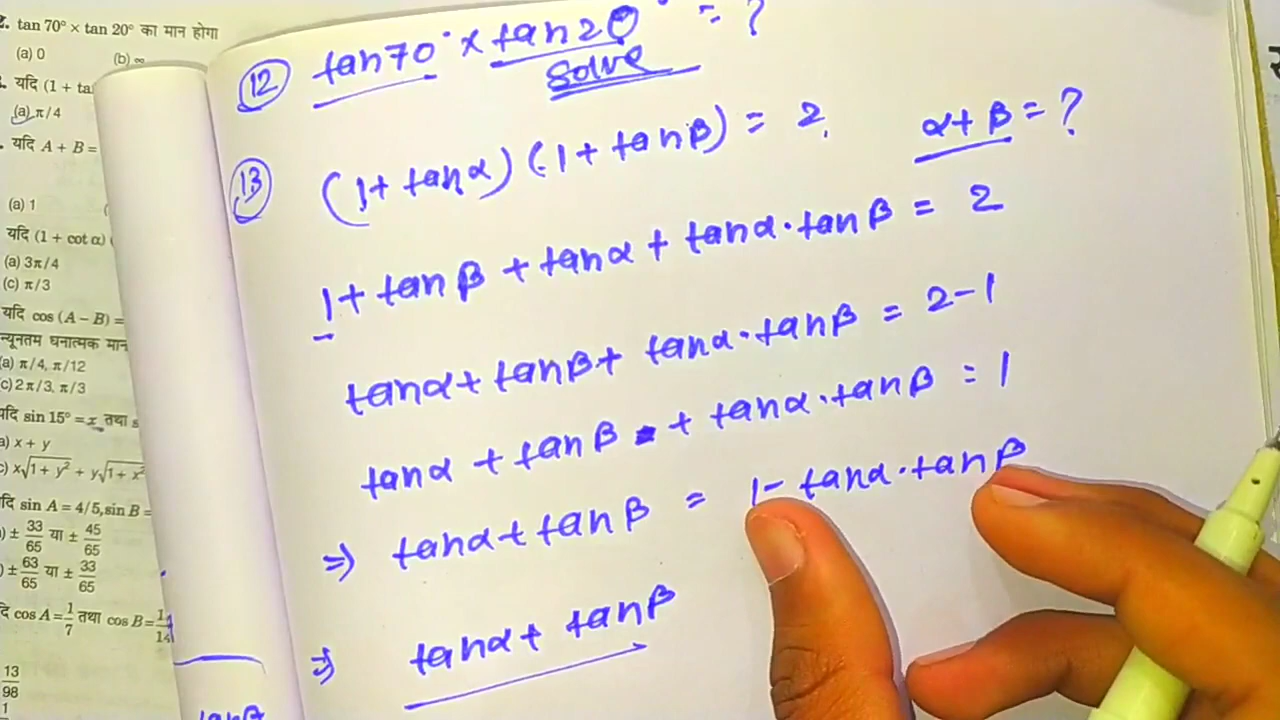 2. tan 70° × tan 20° का मान होगा
(a) 0 (b) ∞
यदि (1 + ta
(a) π/4
यदि A + B =
(a) 1
यदि (1 + cot α)
(a) 3π/4
(c) π/3
यदि cos (A − B) =
न्यूनतम धनात्मक मान
(a) π/4, π/12
(c) 2π/3, π/3
यदि sin 15° = x तथा
a) x + y
c) x√1 + y² + y√1 + x²
यदि sin A = 4/5, sin B =
± 33/65 या ± 45/65
± 63/65 या ± 33/65
cos A = 1/7 तथा cos B =
13/98
1
⑫ tan70° × tan20° = ?
Solve
⑬ (1 + tanα) (1 + tanβ) = 2, α + β = ?
1 + tanβ + tanα + tanα · tanβ = 2
tanα + tanβ + tanα · tanβ = 2 − 1
tanα + tanβ + tanα · tanβ = 1
⇒ tanα + tanβ = 1 − tanα · tanβ
⇒ tanα + tanβ
tanβ